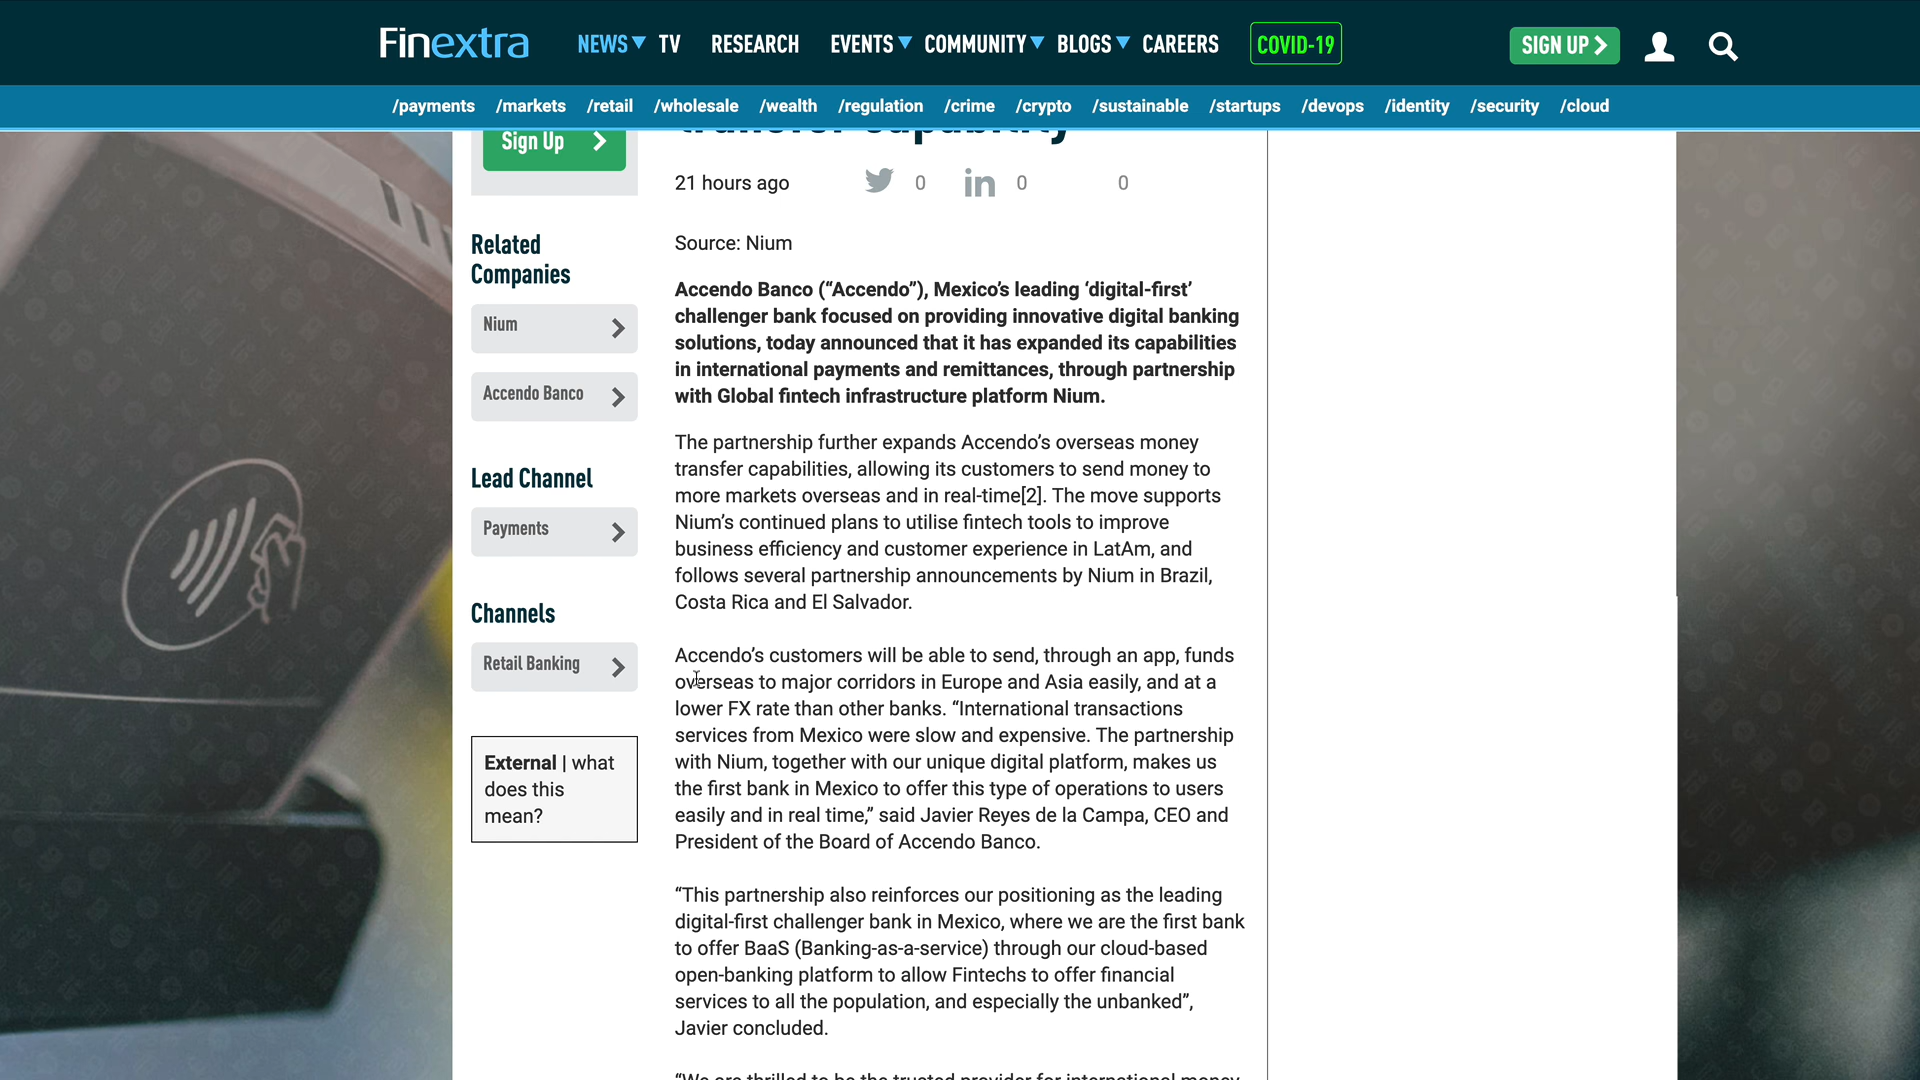 Finextra
NEWS TV RESEARCH EVENTS COMMUNITY BLOGS CAREERS COVID-19 SIGN UP
/payments /markets /retail /wholesale /wealth /regulation /crime /crypto /sustainable /startups /devops /identity /security /cloud
transfer capability
Sign Up
21 hours ago 0 0 0
Related
Companies
Nium
Accendo Banco
Lead Channel
Payments
Channels
Retail Banking
External | what
does this
mean?
Source: Nium
Accendo Banco (“Accendo”), Mexico’s leading ‘digital-first’
challenger bank focused on providing innovative digital banking
solutions, today announced that it has expanded its capabilities
in international payments and remittances, through partnership
with Global fintech infrastructure platform Nium.
The partnership further expands Accendo’s overseas money
transfer capabilities, allowing its customers to send money to
more markets overseas and in real-time[2]. The move supports
Nium’s continued plans to utilise fintech tools to improve
business efficiency and customer experience in LatAm, and
follows several partnership announcements by Nium in Brazil,
Costa Rica and El Salvador.
Accendo’s customers will be able to send, through an app, funds
overseas to major corridors in Europe and Asia easily, and at a
lower FX rate than other banks. “International transactions
services from Mexico were slow and expensive. The partnership
with Nium, together with our unique digital platform, makes us
the first bank in Mexico to offer this type of operations to users
easily and in real time,” said Javier Reyes de la Campa, CEO and
President of the Board of Accendo Banco.
“This partnership also reinforces our positioning as the leading
digital-first challenger bank in Mexico, where we are the first bank
to offer BaaS (Banking-as-a-service) through our cloud-based
open-banking platform to allow Fintechs to offer financial
services to all the population, and especially the unbanked”,
Javier concluded.
“We are thrilled to be the trusted provider for international money